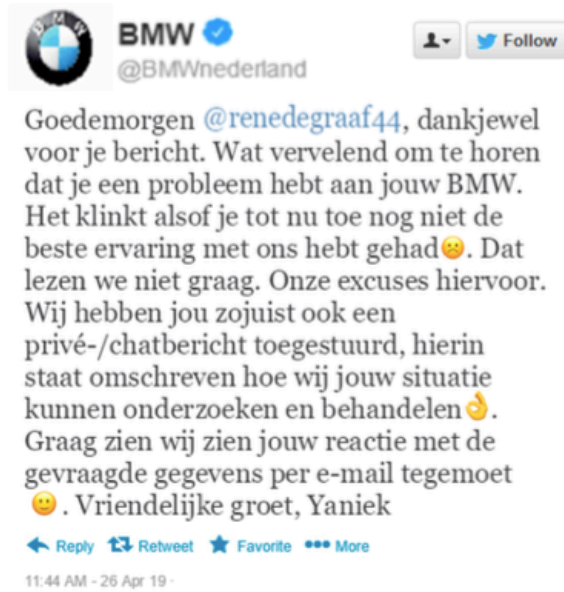 BMW
BMW
@BMWnederland
Follow
Goedemorgen @renedegraaf44, dankjewel
voor je bericht. Wat vervelend om te horen
dat je een probleem hebt aan jouw BMW.
Het klinkt alsof je tot nu toe nog niet de
beste ervaring met ons hebt gehad☹️. Dat
lezen we niet graag. Onze excuses hiervoor.
Wij hebben jou zojuist ook een
privé-/chatbericht toegestuurd, hierin
staat omschreven hoe wij jouw situatie
kunnen onderzoeken en behandelen👌.
Graag zien wij zien jouw reactie met de
gevraagde gegevens per e-mail tegemoet
🙂. Vriendelijke groet, Yaniek
Reply Retweet Favorite More
11:44 AM - 26 Apr 19 ·